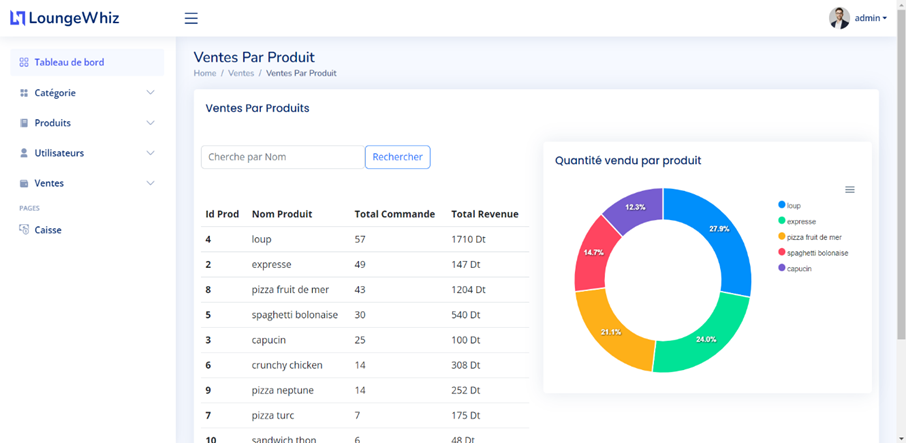 LoungeWhiz
admin
Tableau de bord
Catégorie
Produits
Utilisateurs
Ventes
PAGES
Caisse
Ventes Par Produit
Home / Ventes / Ventes Par Produit
Ventes Par Produits
Cherche par Nom Rechercher
Id Prod Nom Produit Total Commande Total Revenue
4 loup 57 1710 Dt
2 expresse 49 147 Dt
8 pizza fruit de mer 43 1204 Dt
5 spaghetti bolonaise 30 540 Dt
3 capucin 25 100 Dt
6 crunchy chicken 14 308 Dt
9 pizza neptune 14 252 Dt
7 pizza turc 7 175 Dt
10 sandwich thon 6 48 Dt
Quantité vendu par produit
12.3%
27.9%
14.7%
21.1%
24.0%
loup
expresse
pizza fruit de mer
spaghetti bolonaise
capucin